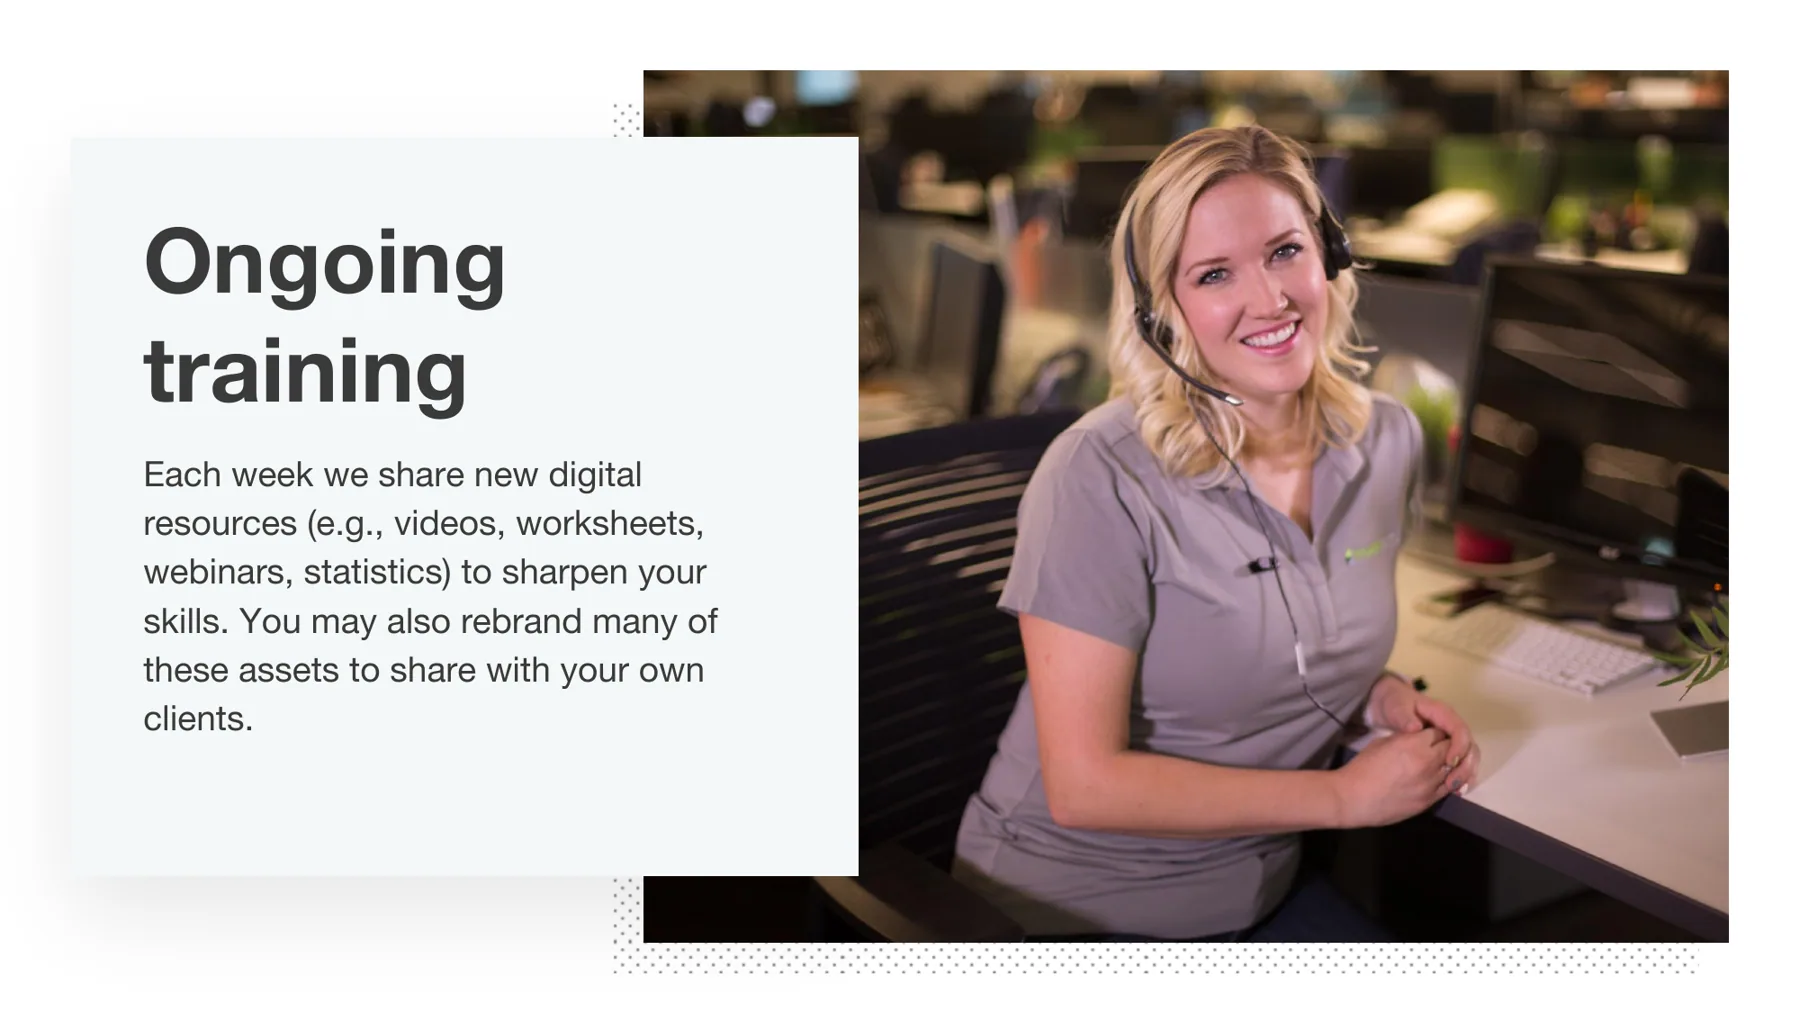 Ongoing
training
Each week we share new digital
resources (e.g., videos, worksheets,
webinars, statistics) to sharpen your
skills. You may also rebrand many of
these assets to share with your own
clients.